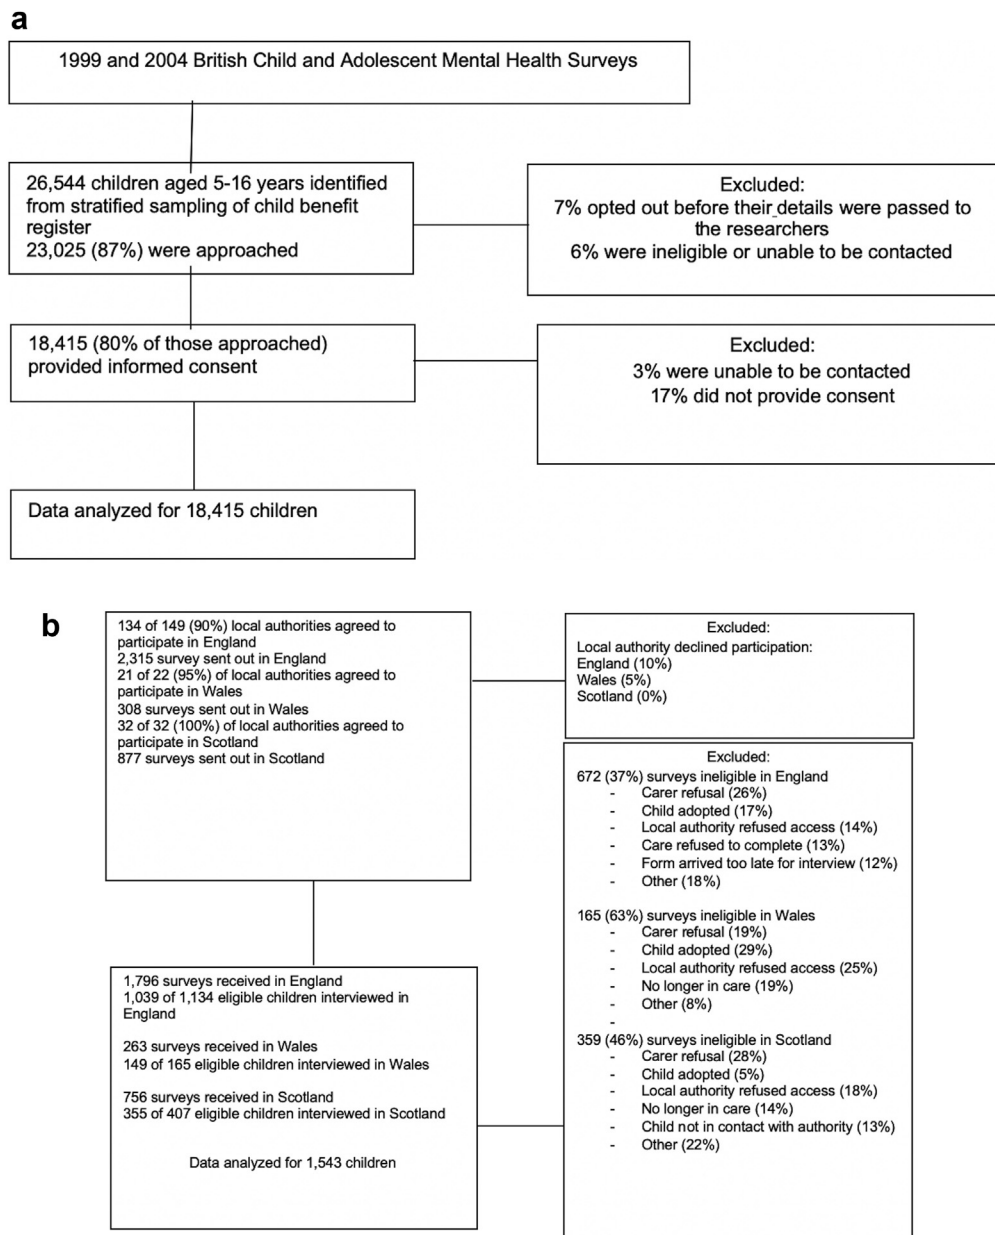 a
1999 and 2004 British Child and Adolescent Mental Health Surveys
26,544 children aged 5-16 years identified
from stratified sampling of child benefit
register
23,025 (87%) were approached
Excluded:
7% opted out before their details were passed to
the researchers
6% were ineligible or unable to be contacted
18,415 (80% of those approached)
provided informed consent
Excluded:
3% were unable to be contacted
17% did not provide consent
Data analyzed for 18,415 children
b
134 of 149 (90%) local authorities agreed to
participate in England
2,315 survey sent out in England
21 of 22 (95%) of local authorities agreed to
participate in Wales
308 surveys sent out in Wales
32 of 32 (100%) of local authorities agreed to
participate in Scotland
877 surveys sent out in Scotland
Excluded:
Local authority declined participation:
England (10%)
Wales (5%)
Scotland (0%)
Excluded:
672 (37%) surveys ineligible in England
- Carer refusal (26%)
- Child adopted (17%)
- Local authority refused access (14%)
- Care refused to complete (13%)
- Form arrived too late for interview (12%)
- Other (18%)
165 (63%) surveys ineligible in Wales
- Carer refusal (19%)
- Child adopted (29%)
- Local authority refused access (25%)
- No longer in care (19%)
- Other (8%)
-
359 (46%) surveys ineligible in Scotland
- Carer refusal (28%)
- Child adopted (5%)
- Local authority refused access (18%)
- No longer in care (14%)
- Child not in contact with authority (13%)
- Other (22%)
1,796 surveys received in England
1,039 of 1,134 eligible children interviewed in
England
263 surveys received in Wales
149 of 165 eligible children interviewed in Wales
756 surveys received in Scotland
355 of 407 eligible children interviewed in Scotland
Data analyzed for 1,543 children